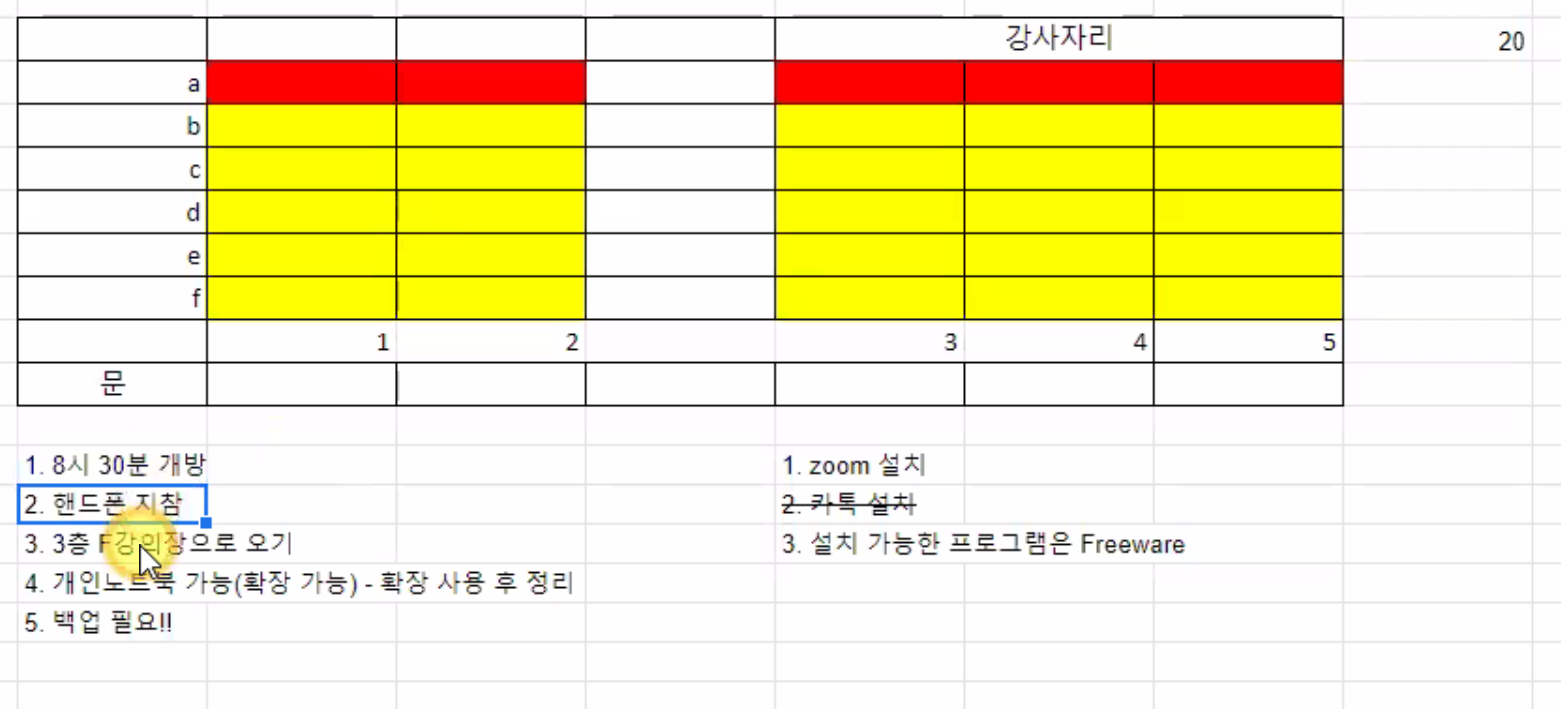 강사자리 20
a
b
c
d
e
f
1 2 3 4 5
문
1. 8시 30분 개방
2. 핸드폰 지참
3. 3층 F강의장으로 오기
4. 개인노트북 가능(확장 가능) - 확장 사용 후 정리
5. 백업 필요!!
1. zoom 설치
2. 카톡 설치
3. 설치 가능한 프로그램은 Freeware